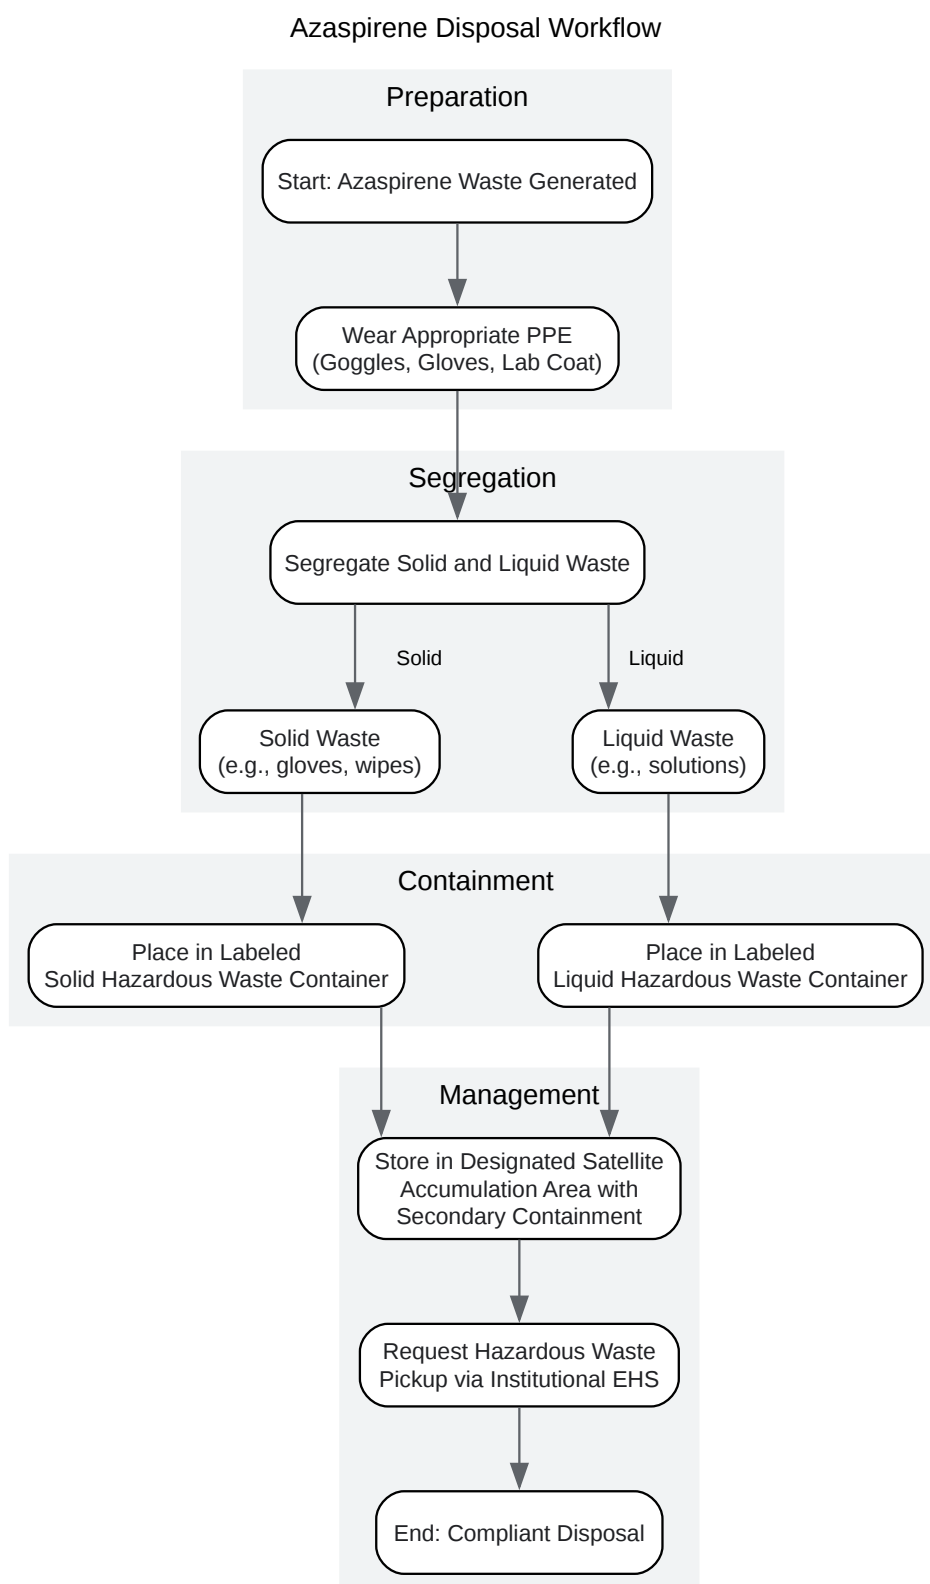 Azaspirene Disposal Workflow
Preparation
Start: Azaspirene Waste Generated
Wear Appropriate PPE
(Goggles, Gloves, Lab Coat)
Segregation
Segregate Solid and Liquid Waste
Solid
Liquid
Solid Waste
(e.g., gloves, wipes)
Liquid Waste
(e.g., solutions)
Containment
Place in Labeled
Solid Hazardous Waste Container
Place in Labeled
Liquid Hazardous Waste Container
Management
Store in Designated Satellite
Accumulation Area with
Secondary Containment
Request Hazardous Waste
Pickup via Institutional EHS
End: Compliant Disposal